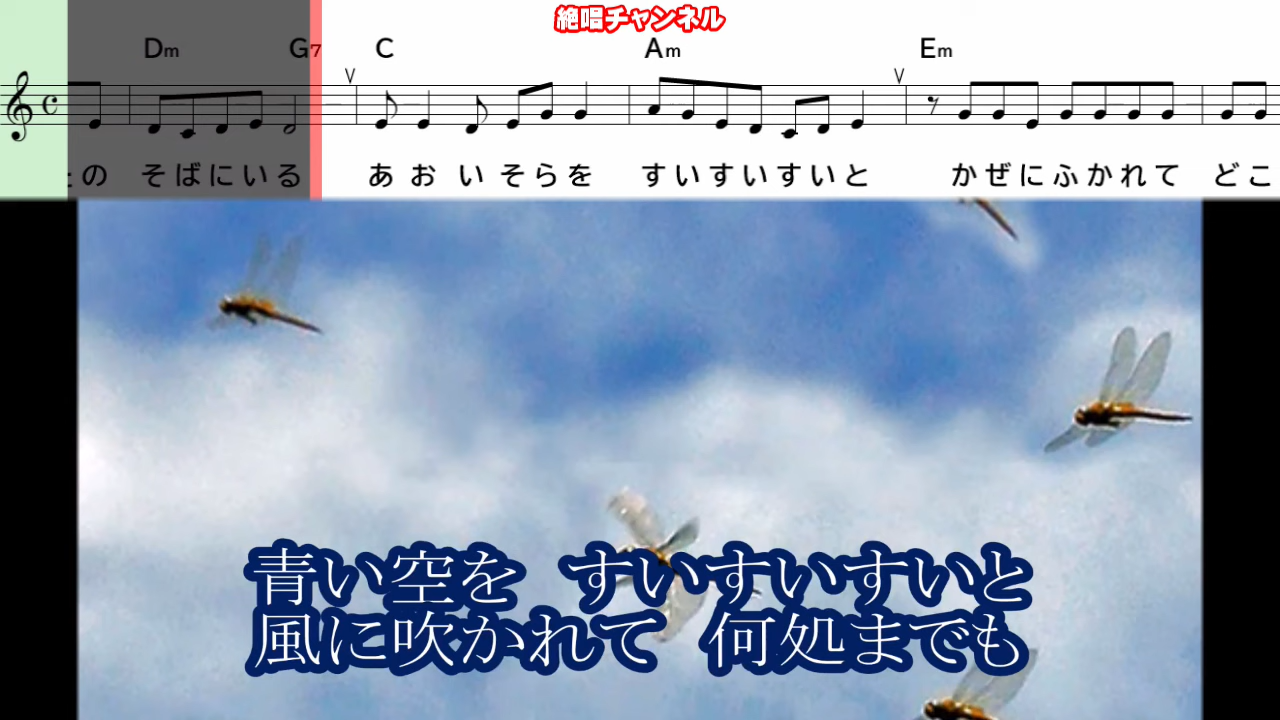 絶唱チャンネル
Dm G7 C Am Em
の そばにいる あおいそらを すいすいすいと かぜにふかれて どこ
青い空を すいすいすいと
風に吹かれて 何処までも